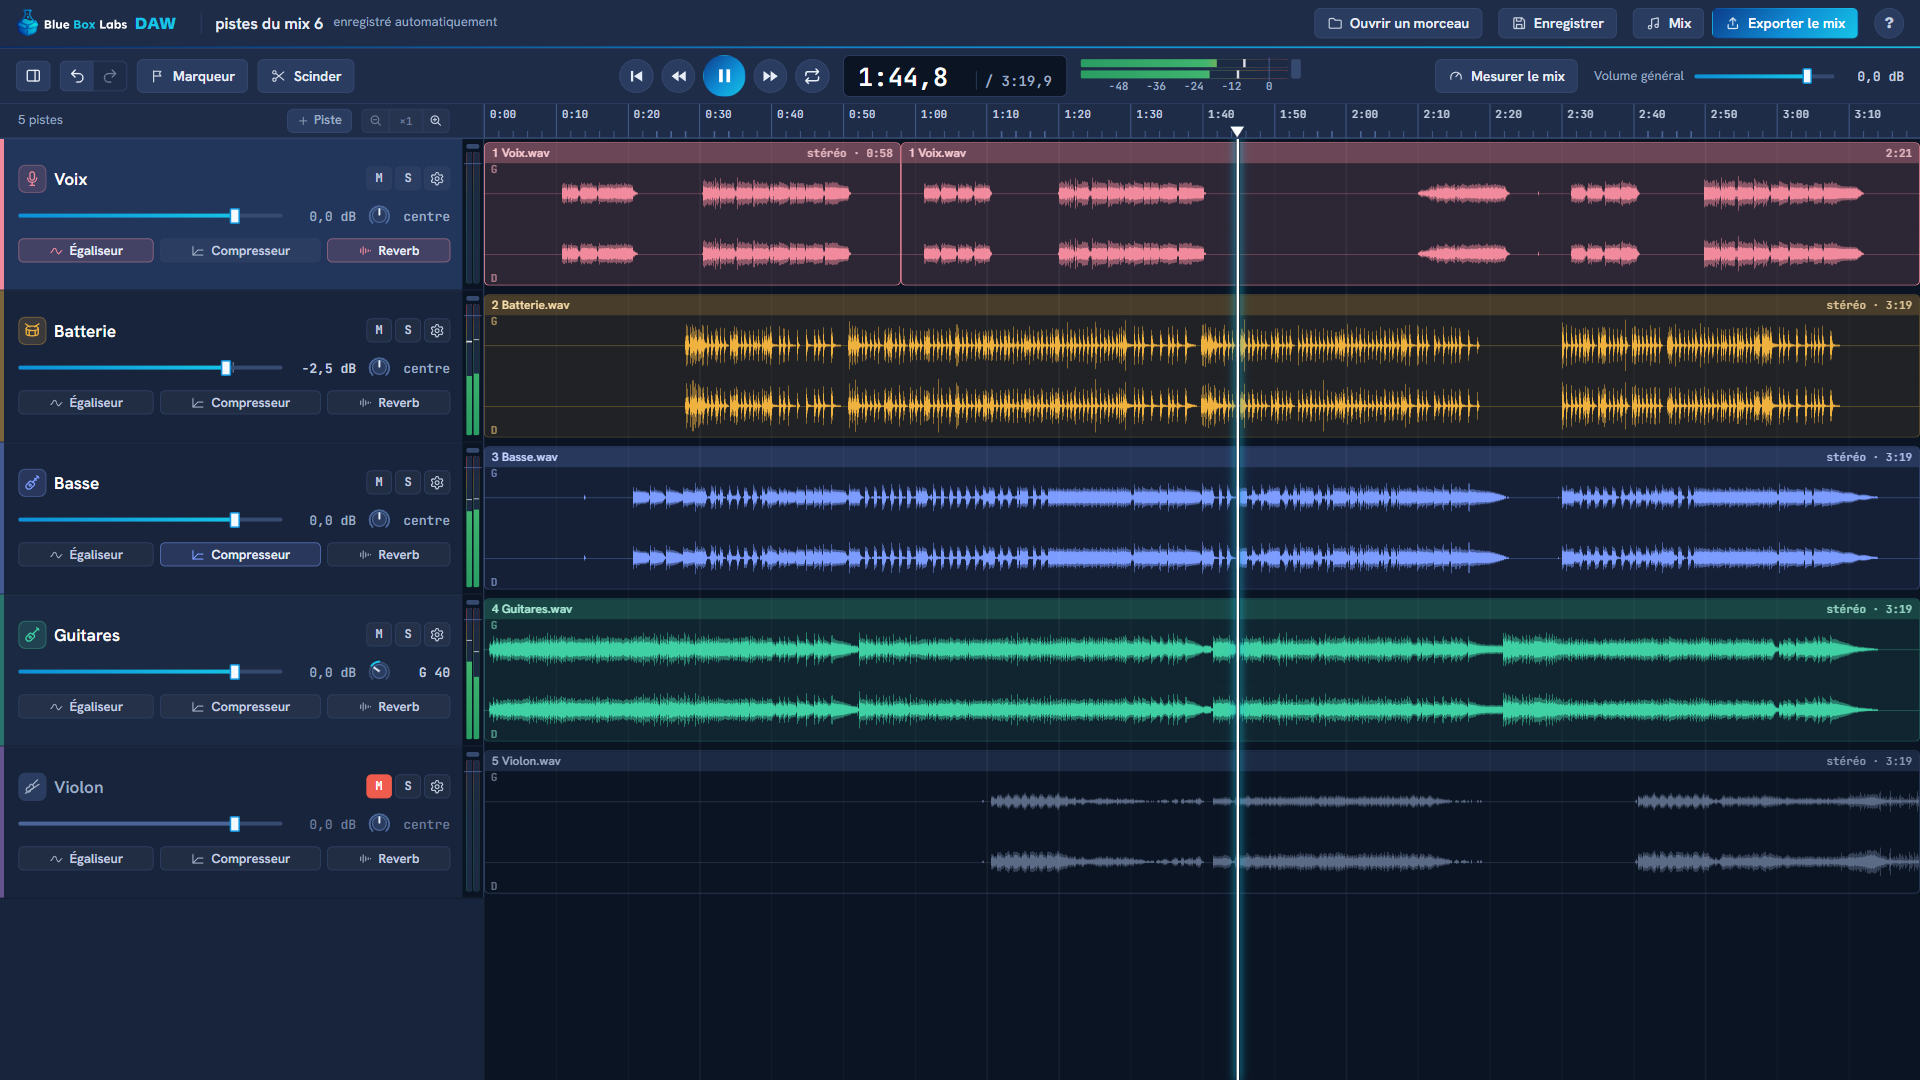 Blue Box Labs DAW pistes du mix 6 enregistré automatiquement Ouvrir un morceau Enregistrer Mix Exporter le mix ?
Marqueur Scinder 1:44,8 / 3:19,9 -48 -36 -24 -12 0 Mesurer le mix Volume général 0,0 dB
5 pistes + Piste ×1 0:00 0:10 0:20 0:30 0:40 0:50 1:00 1:10 1:20 1:30 1:40 1:50 2:00 2:10 2:20 2:30 2:40 2:50 3:00 3:10
1 Voix.wav stéréo · 0:58 1 Voix.wav 2:21
G
Voix M S
0,0 dB centre
Égaliseur Compresseur Reverb
D
2 Batterie.wav stéréo · 3:19
G
Batterie M S
-2,5 dB centre
Égaliseur Compresseur Reverb
D
3 Basse.wav stéréo · 3:19
G
Basse M S
0,0 dB centre
Égaliseur Compresseur Reverb
D
4 Guitares.wav stéréo · 3:19
G
Guitares M S
0,0 dB G 40
Égaliseur Compresseur Reverb
D
5 Violon.wav stéréo · 3:19
G
Violon M S
0,0 dB centre
Égaliseur Compresseur Reverb
D